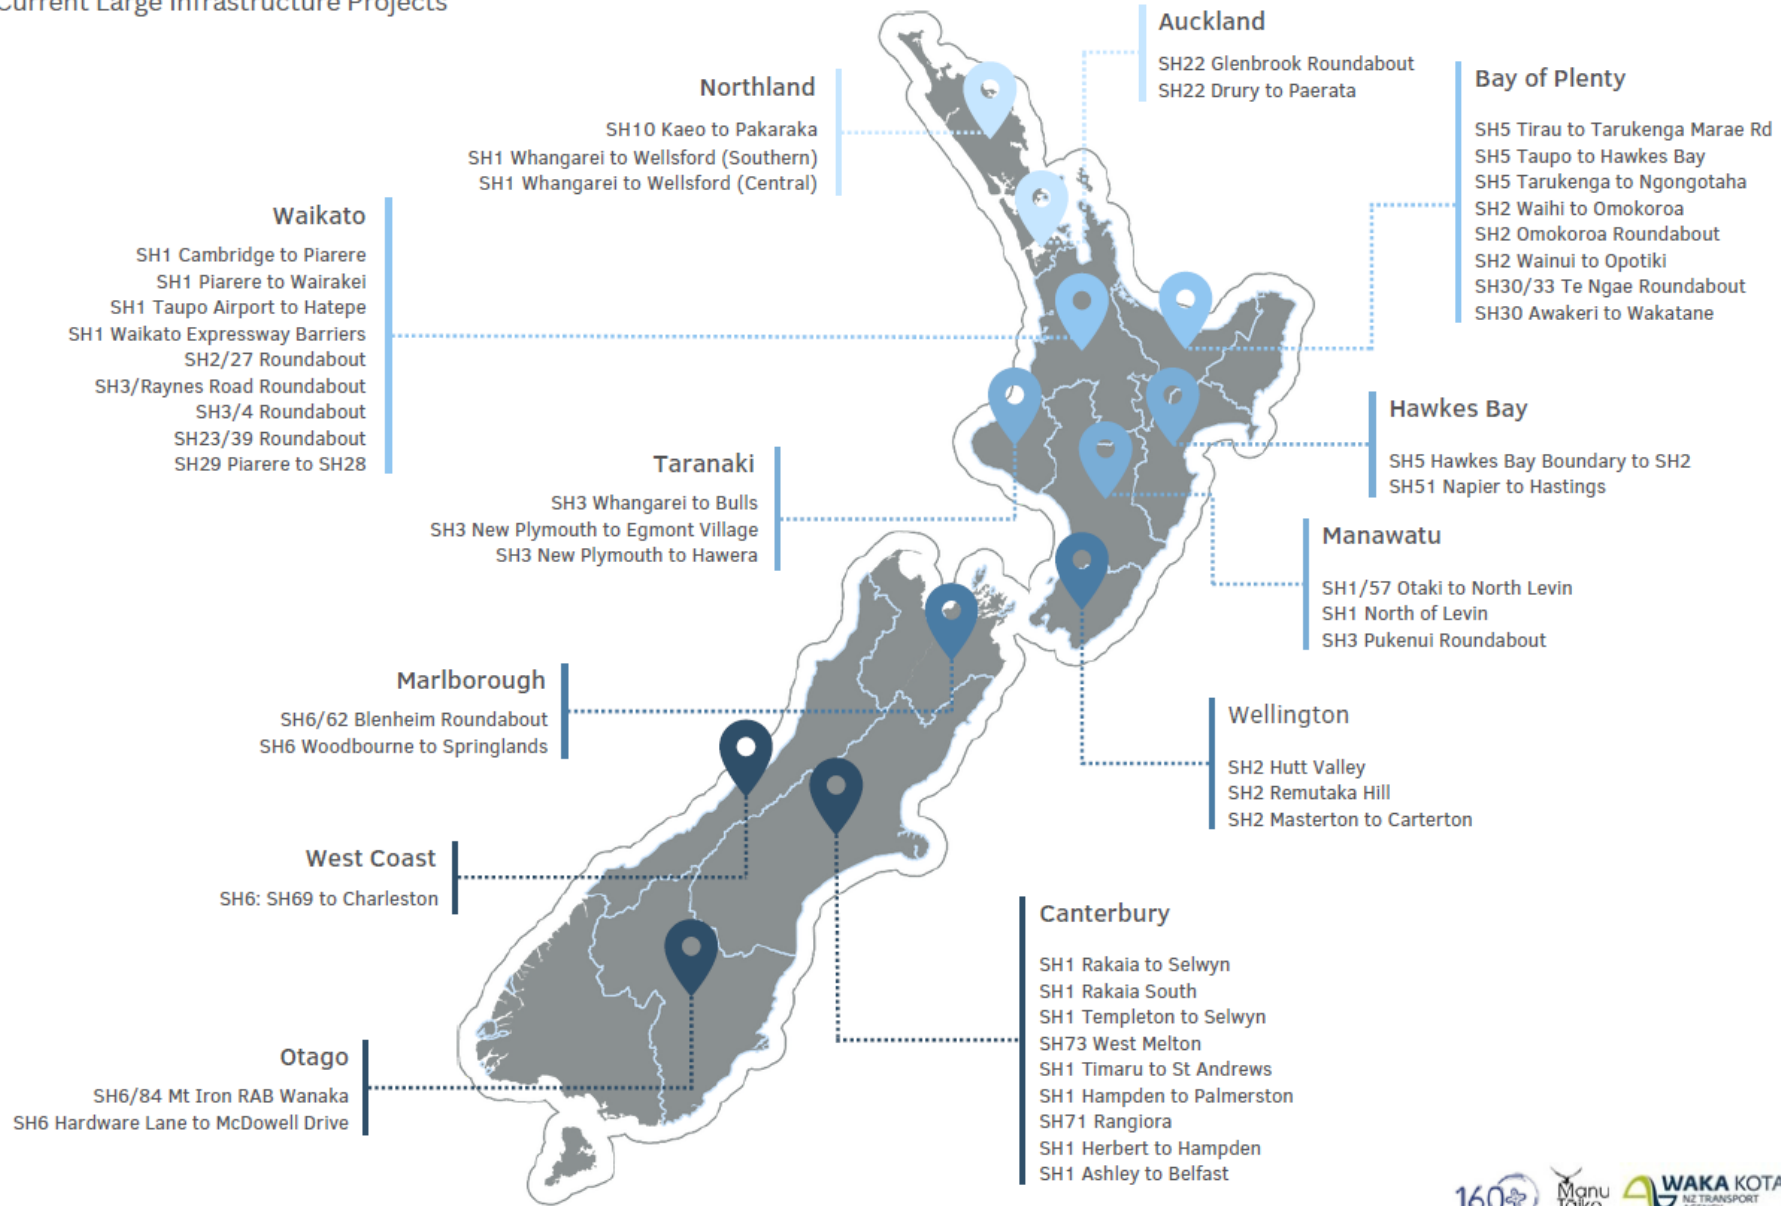 Current Large Infrastructure Projects
Northland
SH10 Kaeo to Pakaraka
SH1 Whangarei to Wellsford (Southern)
SH1 Whangarei to Wellsford (Central)
Auckland
SH22 Glenbrook Roundabout
SH22 Drury to Paerata
Bay of Plenty
SH5 Tirau to Tarukenga Marae Rd
SH5 Taupo to Hawkes Bay
SH5 Tarukenga to Ngongotaha
SH2 Waihi to Omokoroa
SH2 Omokoroa Roundabout
SH2 Wainui to Opotiki
SH30/33 Te Ngae Roundabout
SH30 Awakeri to Wakatane
Waikato
SH1 Cambridge to Piarere
SH1 Piarere to Wairakei
SH1 Taupo Airport to Hatepe
SH1 Waikato Expressway Barriers
SH2/27 Roundabout
SH3/Raynes Road Roundabout
SH3/4 Roundabout
SH23/39 Roundabout
SH29 Piarere to SH28
Hawkes Bay
SH5 Hawkes Bay Boundary to SH2
SH51 Napier to Hastings
Taranaki
SH3 Whangarei to Bulls
SH3 New Plymouth to Egmont Village
SH3 New Plymouth to Hawera
Manawatu
SH1/57 Otaki to North Levin
SH1 North of Levin
SH3 Pukenui Roundabout
Marlborough
SH6/62 Blenheim Roundabout
SH6 Woodbourne to Springlands
Wellington
SH2 Hutt Valley
SH2 Remutaka Hill
SH2 Masterton to Carterton
West Coast
SH6: SH69 to Charleston
Canterbury
SH1 Rakaia to Selwyn
SH1 Rakaia South
SH1 Templeton to Selwyn
SH73 West Melton
SH1 Timaru to St Andrews
SH1 Hampden to Palmerston
SH71 Rangiora
SH1 Herbert to Hampden
SH1 Ashley to Belfast
Otago
SH6/84 Mt Iron RAB Wanaka
SH6 Hardware Lane to McDowell Drive
160
Manu
WAKA KOTA
NZ TRANSPORT